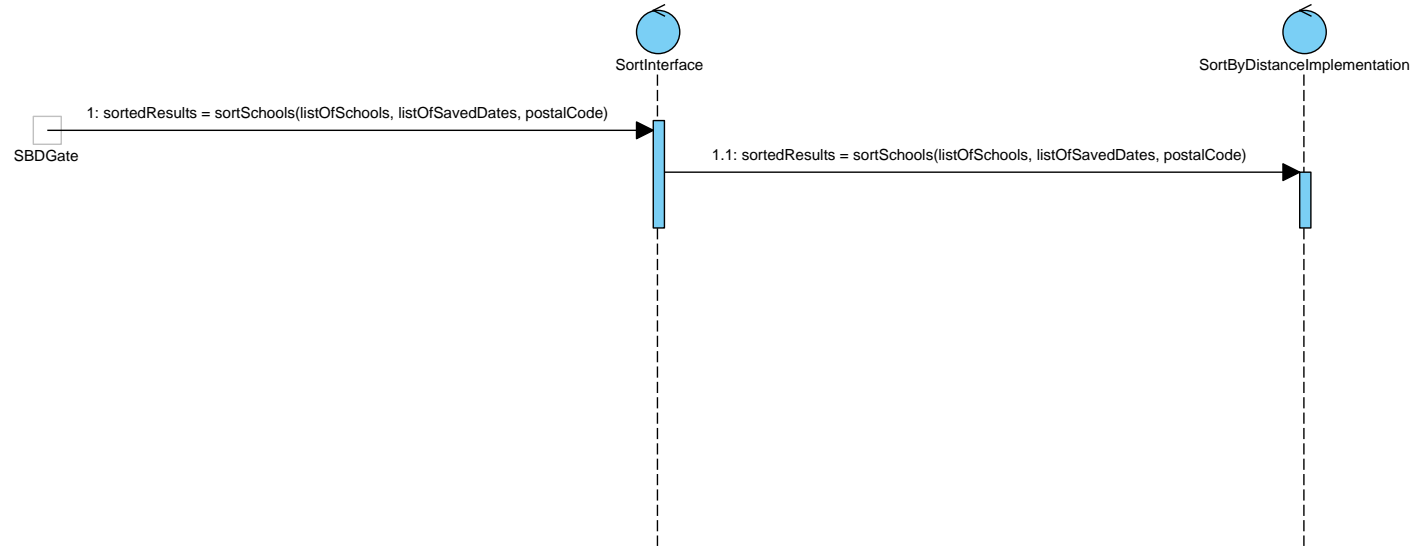 SortInterface
SortByDistanceImplementation
1: sortedResults = sortSchools(listOfSchools, listOfSavedDates, postalCode)
SBDGate
1.1: sortedResults = sortSchools(listOfSchools, listOfSavedDates, postalCode)